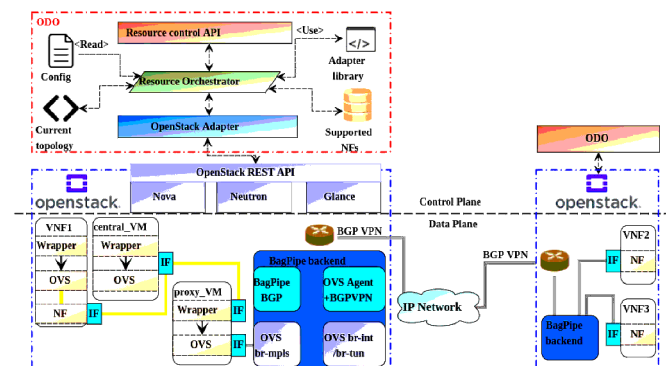 ODO
Resource control API
<Read>
<Use>
Config
Adapter
library
Resource Orchestrator
Current
topology
OpenStack Adapter
Supported
NFs
ODO
OpenStack REST API
openstack.
Nova
Neutron
Glance
openstack.
Control Plane
Data Plane
VNF1
Wrapper
OVS
NF
IF
central_VM
Wrapper
OVS
IF
proxy_VM
Wrapper
OVS
IF
IF
BGP VPN
BagPipe backend
BagPipe
BGP
OVS Agent
+BGPVPN
OVS
br-mpls
OVS br-int
/br-tun
IP Network
BGP VPN
BagPipe
backend
VNF2
IF
NF
VNF3
IF
NF